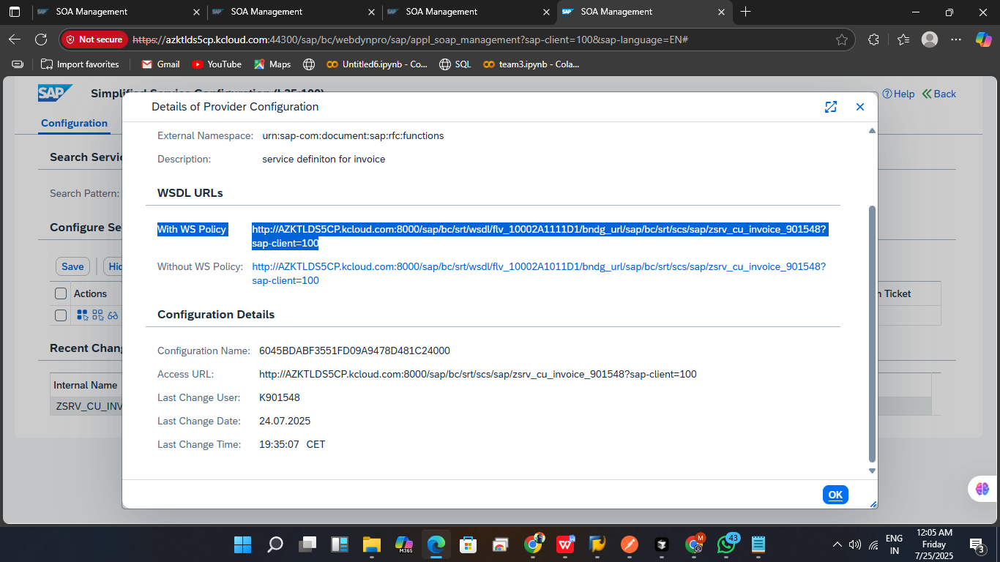 SOA Management
SOA Management
SOA Management
SOA Management
Not secure
https://azktlds5cp.kcloud.com:44300/sap/bc/webdynpro/sap/appl_soap_management?sap-client=100&sap-language=EN#
Import favorites
Gmail
YouTube
Maps
Untitled6.ipynb - Co...
SQL
team3.ipynb - Cola...
SAP
Help
Back
Configuration
Search Servic
Search Pattern:
Configure Se
Save
Hid
Actions
Ticket
Recent Chang
Internal Name
ZSRV_CU_INV
Details of Provider Configuration
External Namespace: urn:sap-com:document:sap:rfc:functions
Description: service definiton for invoice
WSDL URLs
With WS Policy http://AZKTLDS5CP.kcloud.com:8000/sap/bc/srt/wsdl/flv_10002A1111D1/bndg_url/sap/bc/srt/scs/sap/zsrv_cu_invoice_901548?
sap-client=100
Without WS Policy: http://AZKTLDS5CP.kcloud.com:8000/sap/bc/srt/wsdl/flv_10002A1011D1/bndg_url/sap/bc/srt/scs/sap/zsrv_cu_invoice_901548?
sap-client=100
Configuration Details
Configuration Name: 6045BDABF3551FD09A9478D481C24000
Access URL: http://AZKTLDS5CP.kcloud.com:8000/sap/bc/srt/scs/sap/zsrv_cu_invoice_901548?sap-client=100
Last Change User: K901548
Last Change Date: 24.07.2025
Last Change Time: 19:35:07 CET
OK
M365
M
43
ENG
IN
12:05 AM
Friday
7/25/2025
3